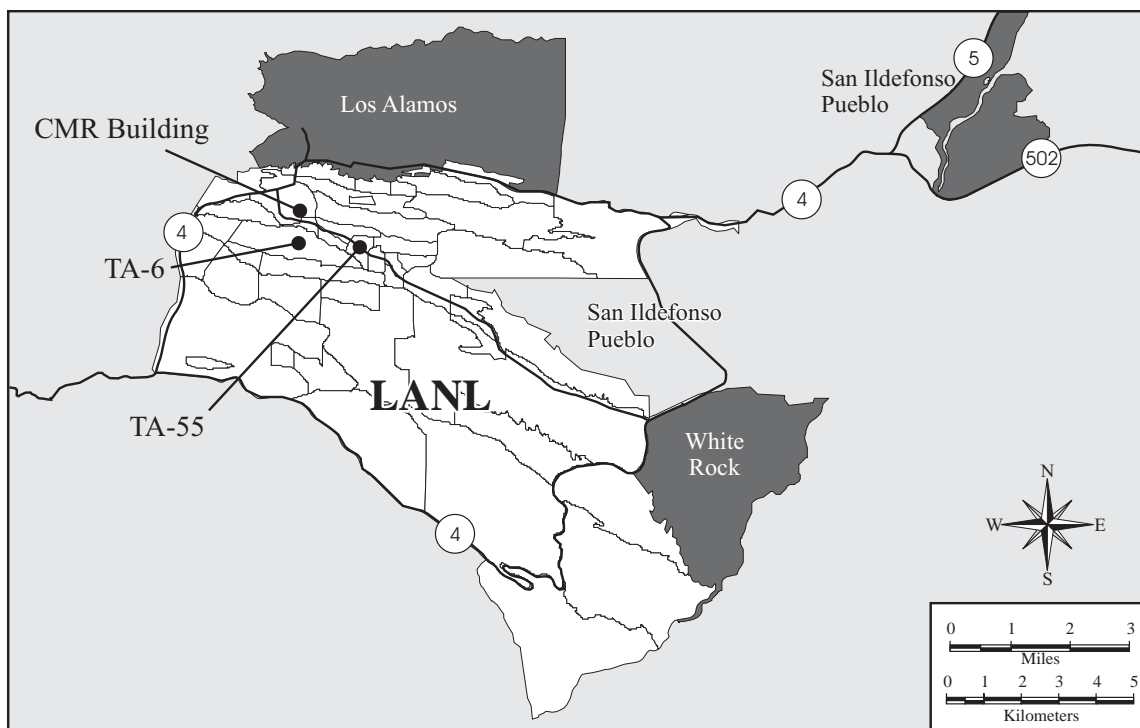 5
San Ildefonso
Pueblo
Los Alamos
CMR Building
502
4
4
TA-6
San Ildefonso
Pueblo
LANL
TA-55
White
Rock
N
W
E
S
4
0 1 2 3
Miles
0 1 2 3 4 5
Kilometers